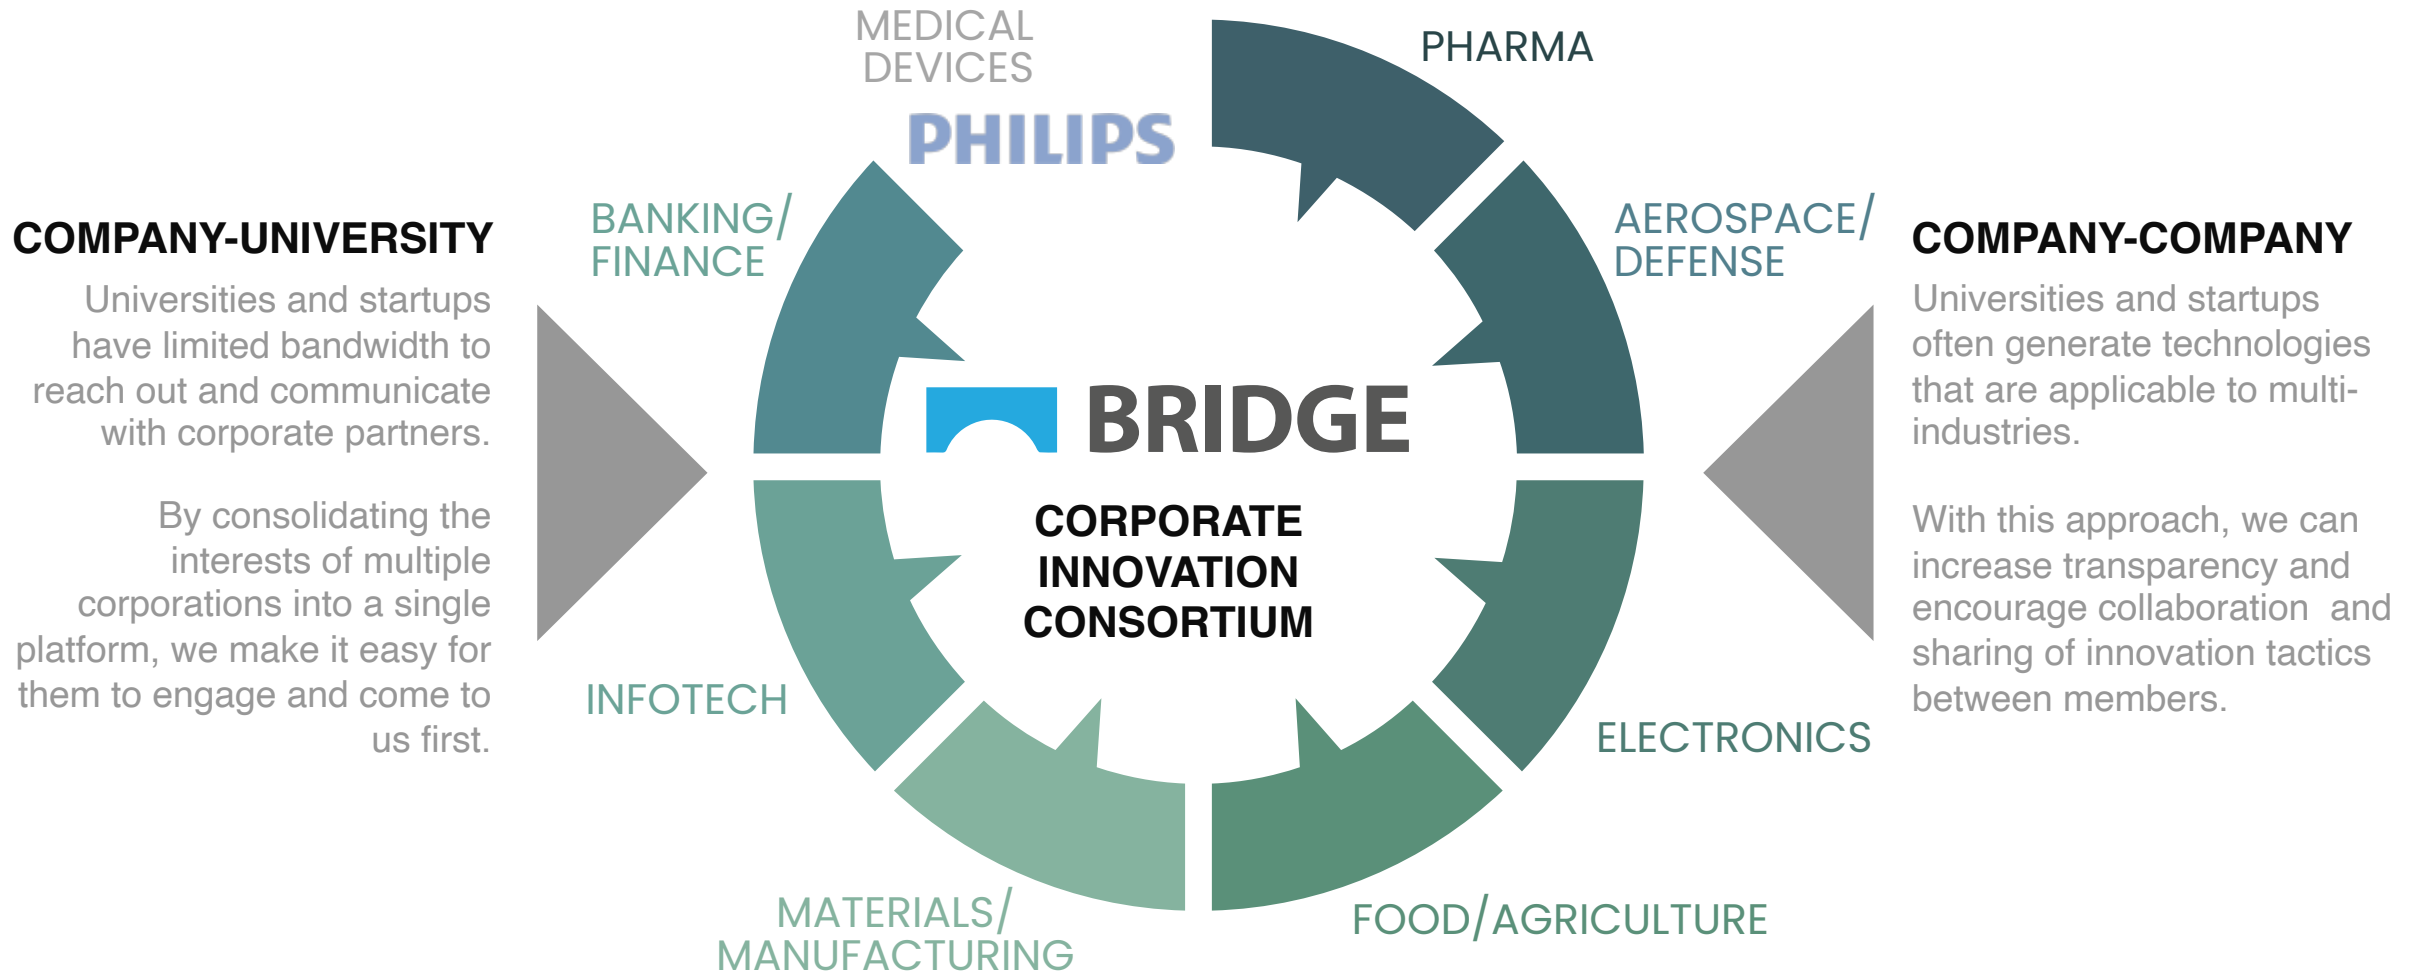 MEDICAL
DEVICES
PHILIPS
PHARMA
BANKING/
FINANCE
AEROSPACE/
DEFENSE
COMPANY-UNIVERSITY
Universities and startups
have limited bandwidth to
reach out and communicate
with corporate partners.
By consolidating the
interests of multiple
corporations into a single
platform, we make it easy for
them to engage and come to
us first.
BRIDGE
CORPORATE
INNOVATION
CONSORTIUM
COMPANY-COMPANY
Universities and startups
often generate technologies
that are applicable to multi-
industries.
With this approach, we can
increase transparency and
encourage collaboration  and
sharing of innovation tactics
between members.
INFOTECH
ELECTRONICS
MATERIALS/
MANUFACTURING
FOOD/AGRICULTURE